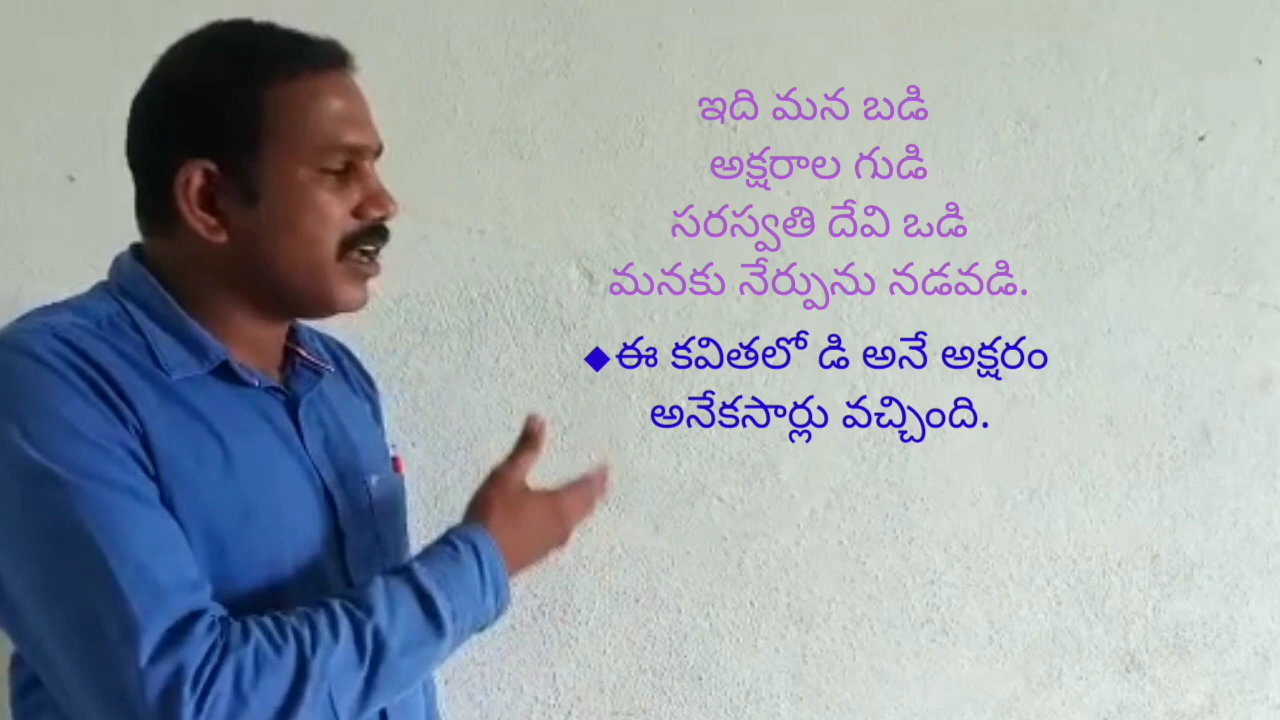 ఇది మన బడి
అక్షరాల గుడి
సరస్వతి దేవి ఒడి
మనకు నేర్పును నడవడి.
◆ఈ కవితలో డి అనే అక్షరం
అనేకసార్లు వచ్చింది.